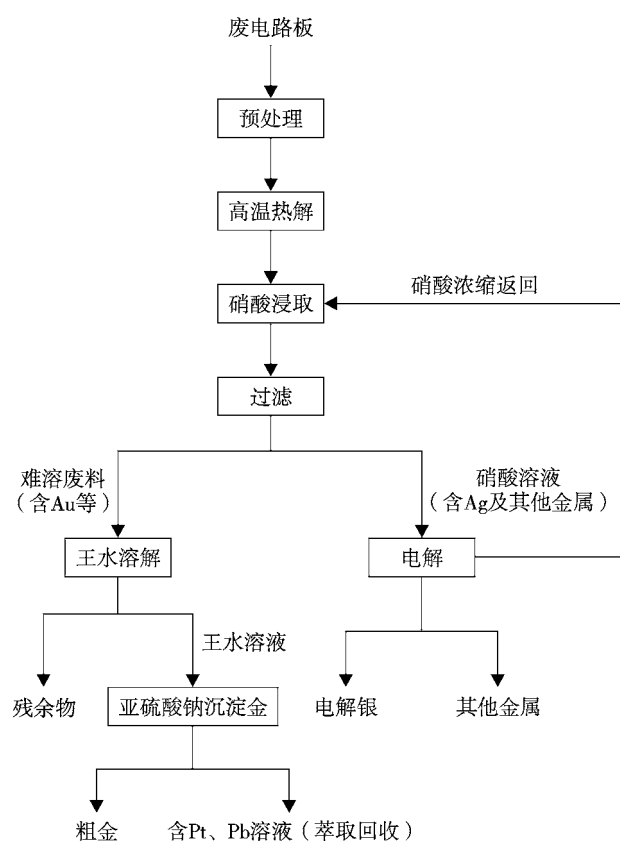 废电路板
预处理
高温热解
硝酸浸取
硝酸浓缩返回
过滤
难溶废料
（含Au等）
硝酸溶液
（含Ag及其他金属）
王水溶解
电解
王水溶液
残余物
亚硫酸钠沉淀金
电解银
其他金属
粗金
含Pt、Pb溶液（萃取回收）